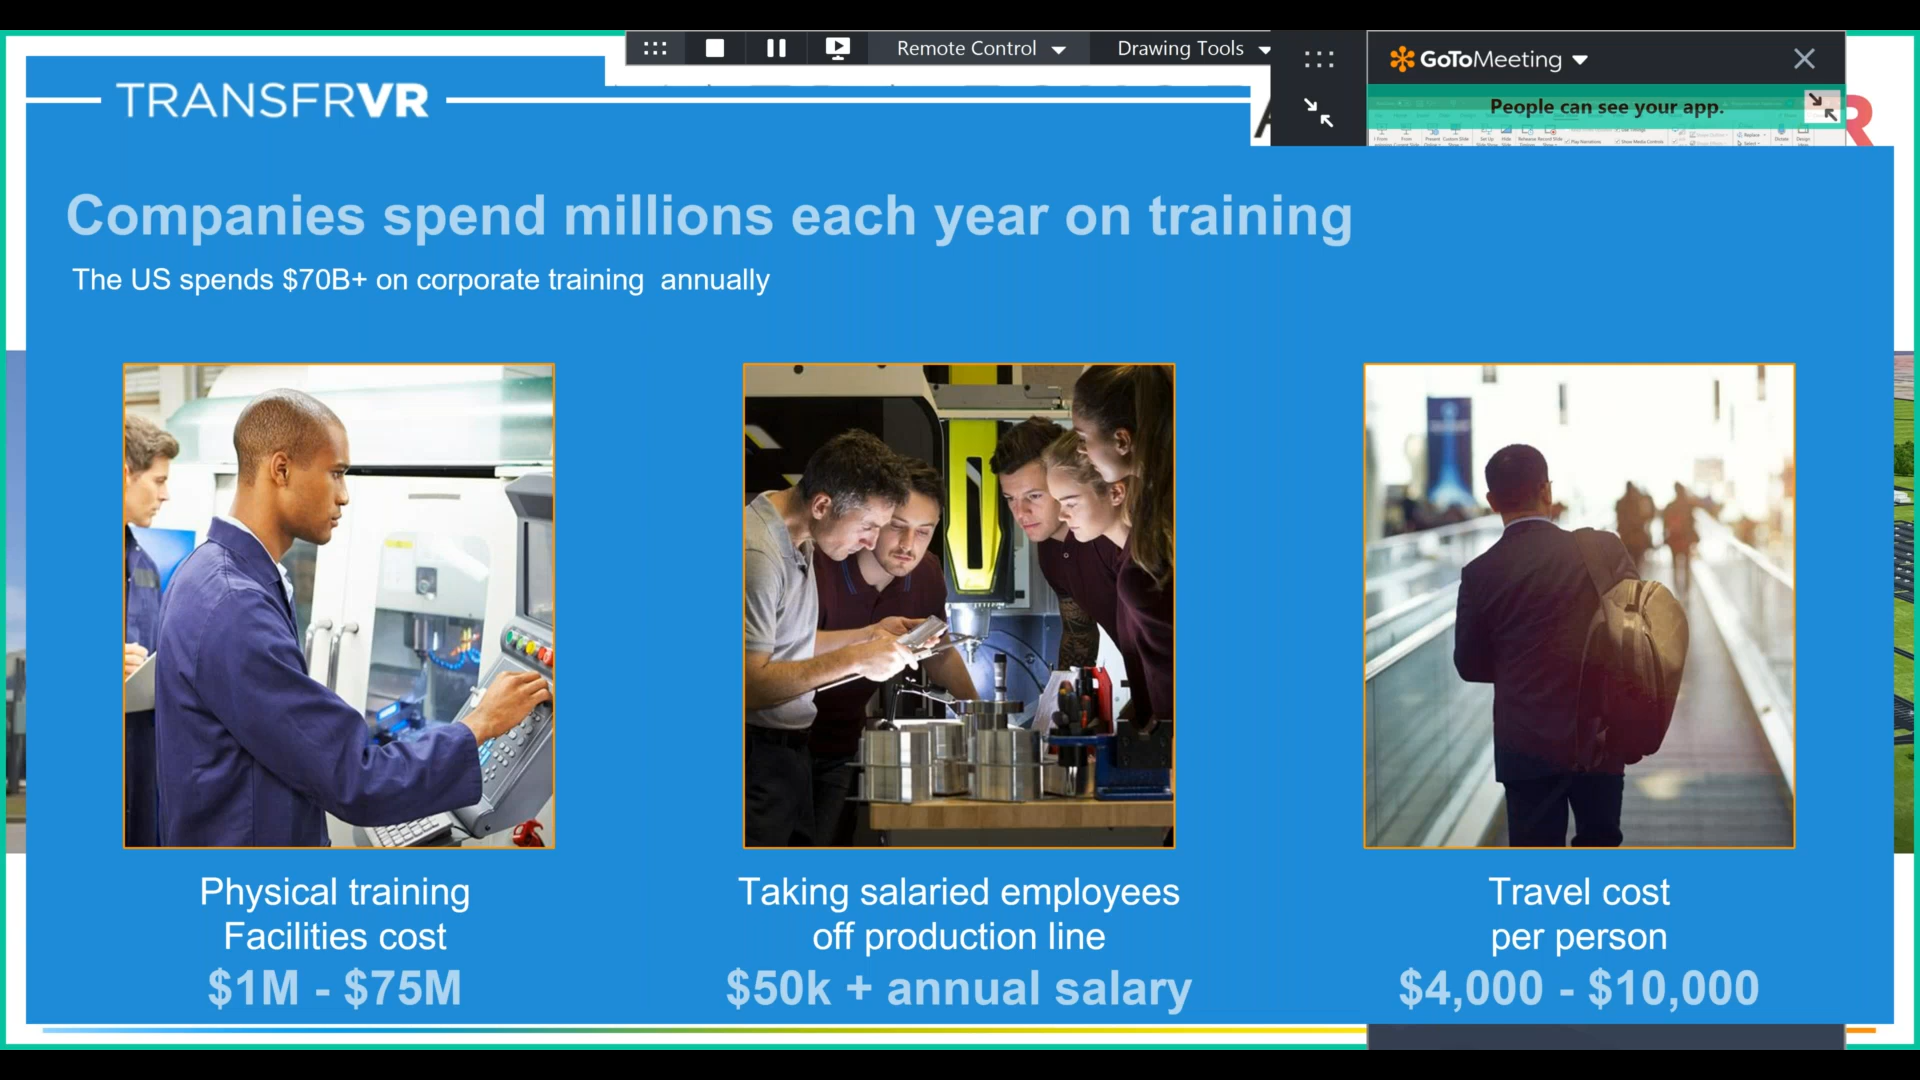 Remote Control
Drawing Tools
GoToMeeting
People can see your app.
TRANSFRVR
R
Companies spend millions each year on training
The US spends $70B+ on corporate training annually
Physical training
Facilities cost
$1M - $75M
Taking salaried employees
off production line
$50k + annual salary
Travel cost
per person
$4,000 - $10,000